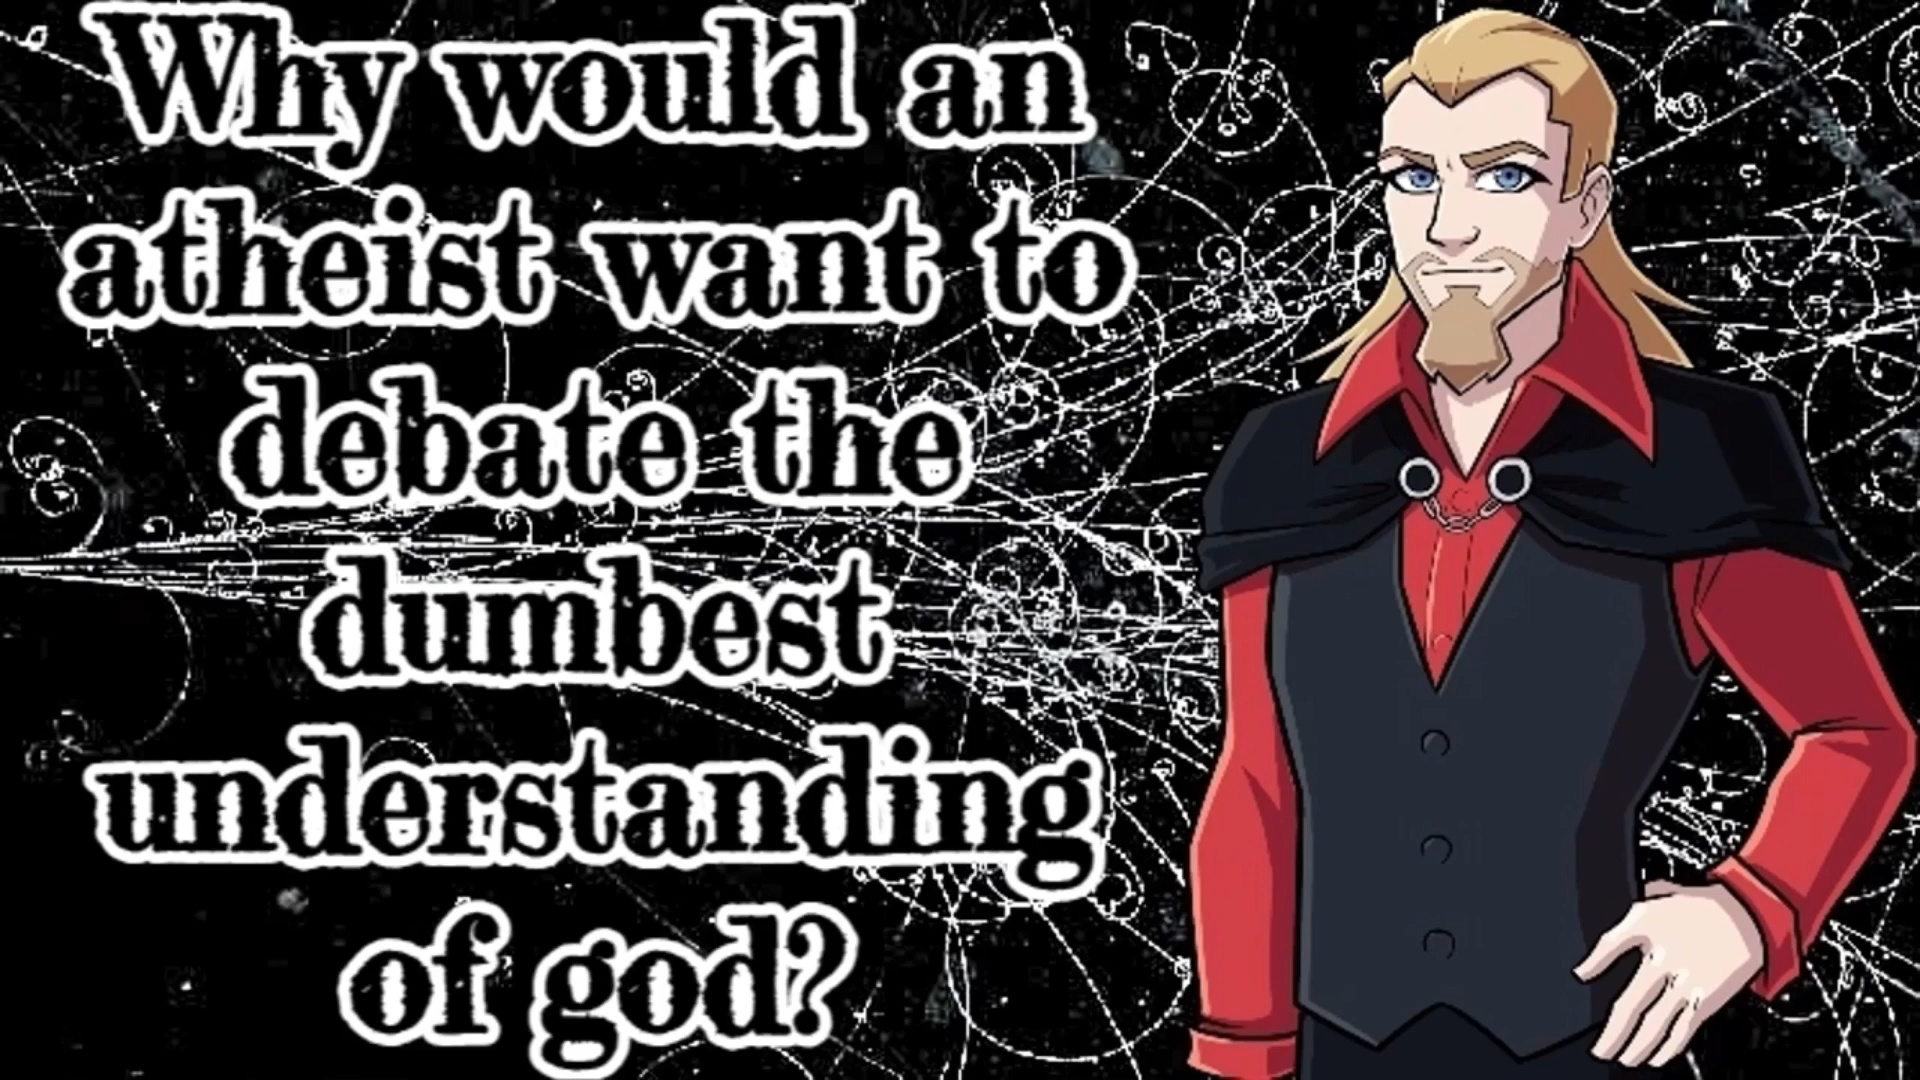 Why would an
atheist want to
debate the
dumbest
understanding
of god?